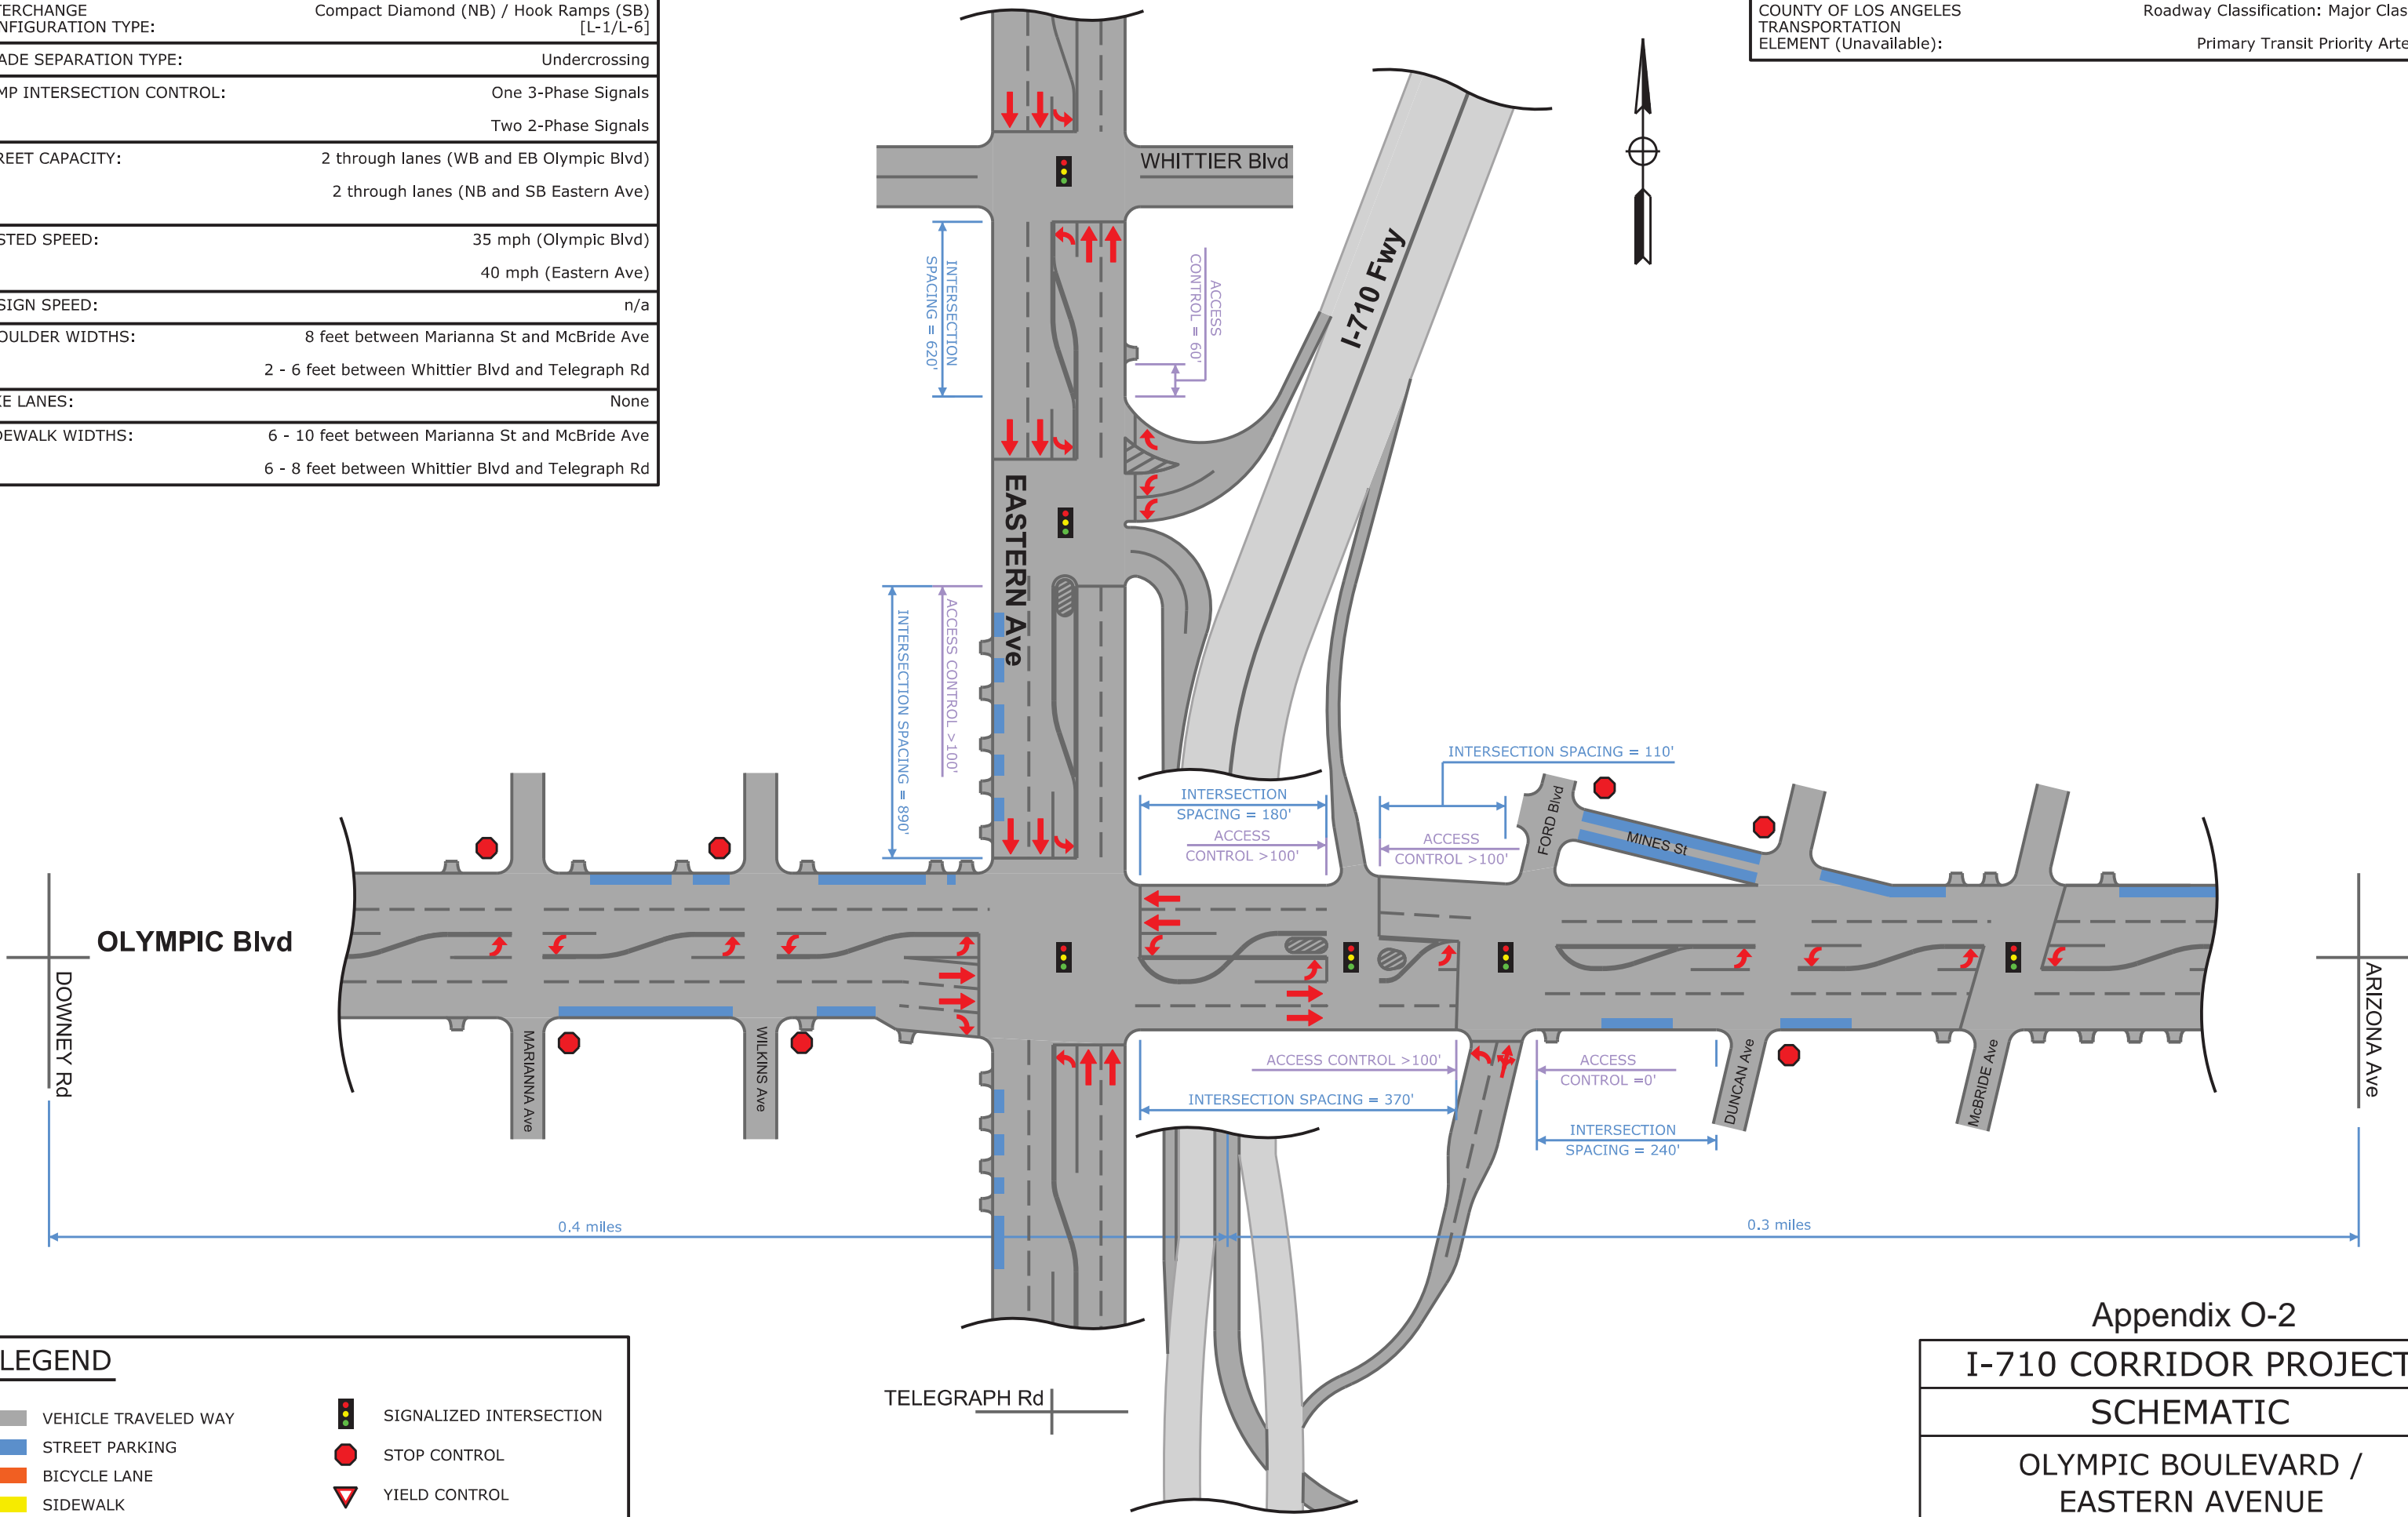 TERCHANGE Compact Diamond (NB) / Hook Ramps (SB)
NFIGURATION TYPE: [L-1/L-6]
ADE SEPARATION TYPE: Undercrossing
MP INTERSECTION CONTROL: One 3-Phase Signals
Two 2-Phase Signals
REET CAPACITY: 2 through lanes (WB and EB Olympic Blvd)
2 through lanes (NB and SB Eastern Ave)
STED SPEED: 35 mph (Olympic Blvd)
40 mph (Eastern Ave)
SIGN SPEED: n/a
OULDER WIDTHS: 8 feet between Marianna St and McBride Ave
2 - 6 feet between Whittier Blvd and Telegraph Rd
E LANES: None
DEWALK WIDTHS: 6 - 10 feet between Marianna St and McBride Ave
6 - 8 feet between Whittier Blvd and Telegraph Rd
COUNTY OF LOS ANGELES Roadway Classification: Major Clas
TRANSPORTATION
ELEMENT (Unavailable): Primary Transit Priority Arte
WHITTIER Blvd
I-710 Fwy
INTERSECTION
SPACING = 620'
ACCESS
CONTROL = 60'
EASTERN Ave
ACCESS CONTROL >100'
INTERSECTION SPACING = 890'
INTERSECTION
SPACING = 180'
ACCESS
CONTROL >100'
INTERSECTION SPACING = 110'
ACCESS
CONTROL >100'
FORD Blvd
MINES St
OLYMPIC Blvd
DOWNEY Rd
MARIANNA Ave
WILKINS Ave
ARIZONA Ave
DUNCAN Ave
McBRIDE Ave
ACCESS CONTROL >100'
INTERSECTION SPACING = 370'
ACCESS
CONTROL =0'
INTERSECTION
SPACING = 240'
0.4 miles
0.3 miles
TELEGRAPH Rd
LEGEND
VEHICLE TRAVELED WAY
STREET PARKING
BICYCLE LANE
SIDEWALK
SIGNALIZED INTERSECTION
STOP CONTROL
YIELD CONTROL
Appendix O-2
I-710 CORRIDOR PROJECT
SCHEMATIC
OLYMPIC BOULEVARD /
EASTERN AVENUE